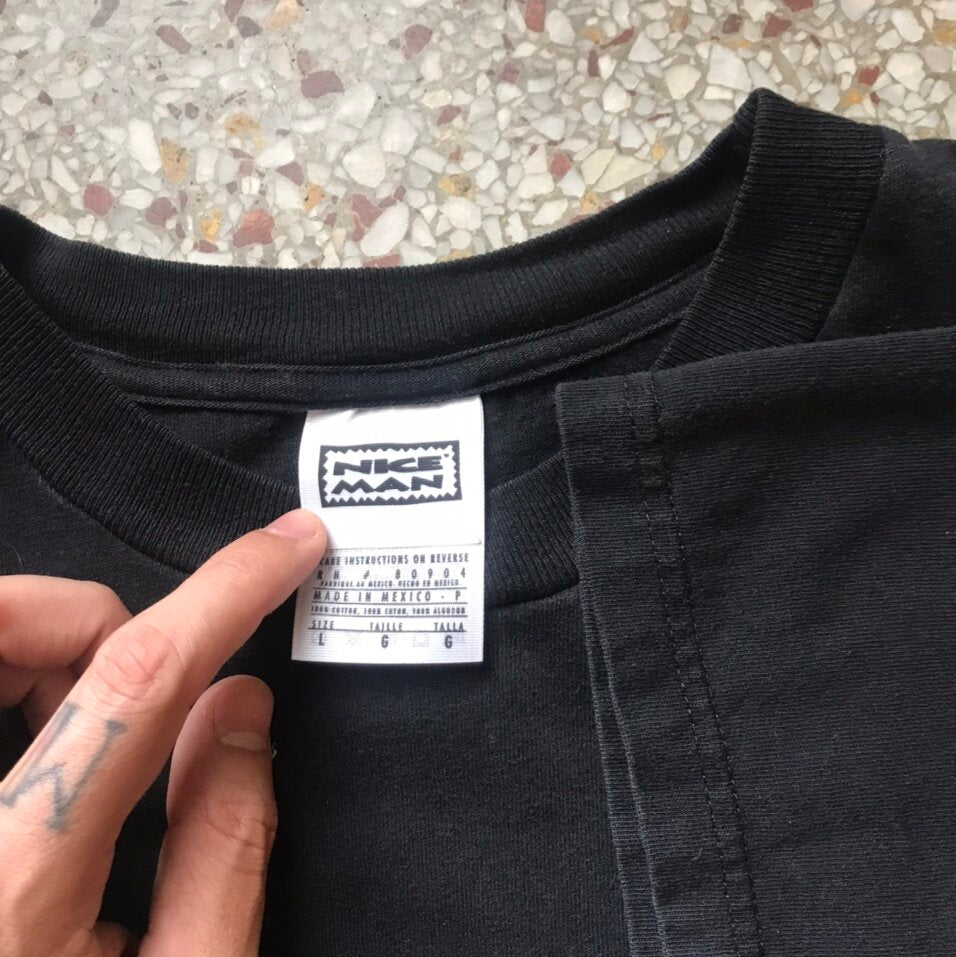 NICE
MAN
CARE INSTRUCTIONS ON REVERSE
RN # 80904
FABRIQUE AU MEXICO. HECHO EN MEXICO.
MADE IN MEXICO - P
100% COTTON, 100% COTON, 100% ALGODON
SIZE TAILLE TALLA
L G G
W